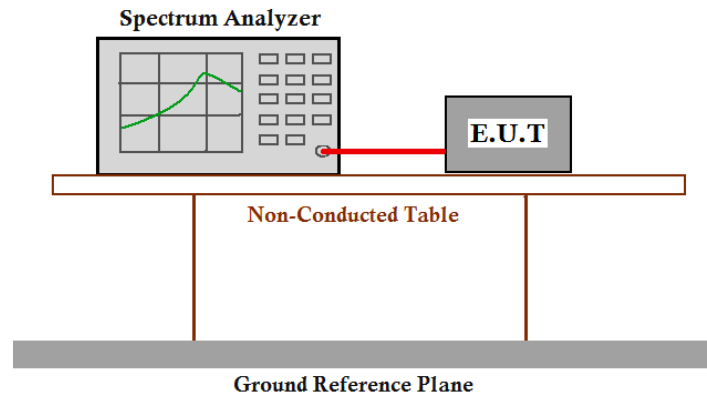 Spectrum Analyzer
E.U.T
Non-Conducted Table
Ground Reference Plane